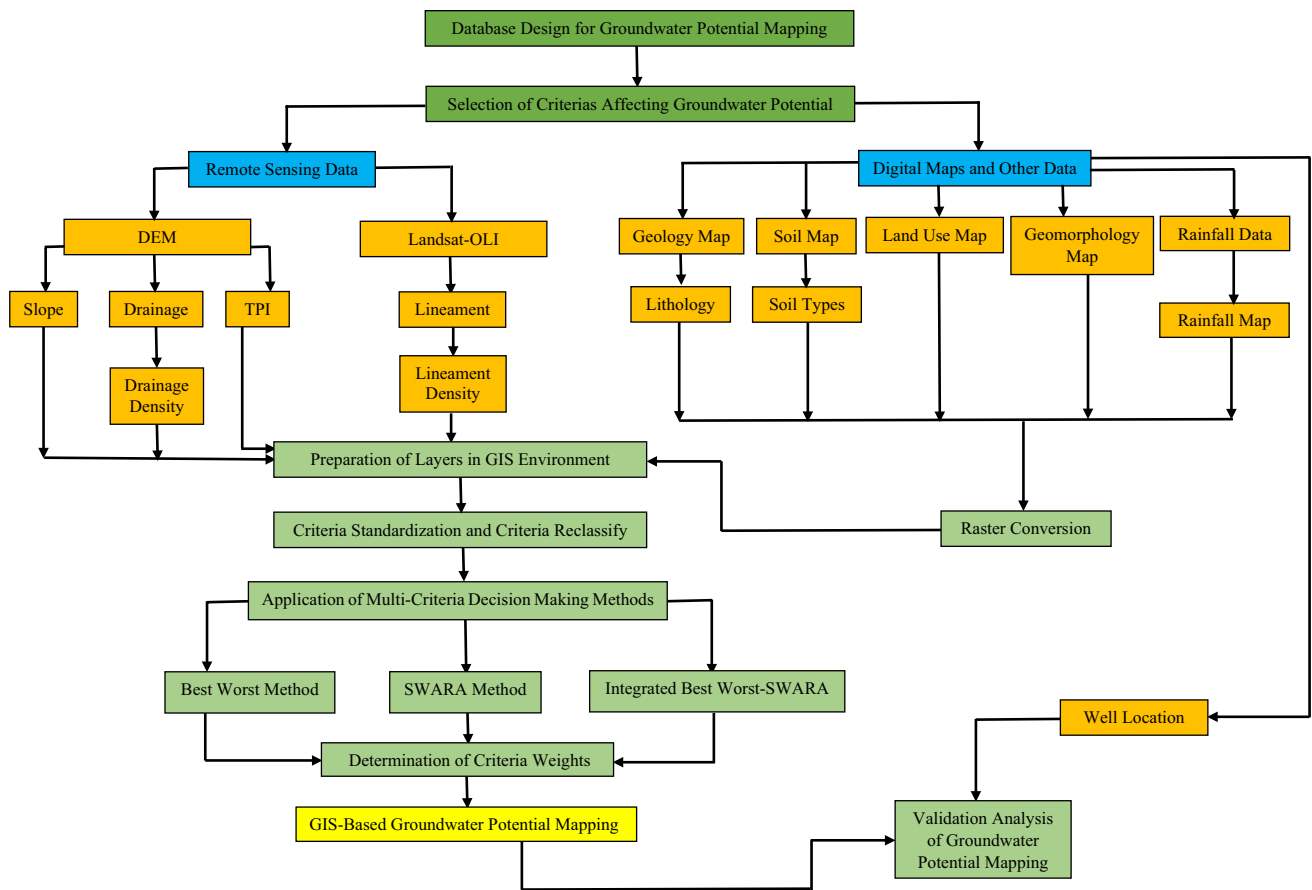 Database Design for Groundwater Potential Mapping
Selection of Criterias Affecting Groundwater Potential
Remote Sensing Data
Digital Maps and Other Data
DEM
Landsat-OLI
Geology Map
Soil Map
Land Use Map
Geomorphology
Map
Rainfall Data
Slope
Drainage
TPI
Lineament
Lithology
Soil Types
Rainfall Map
Drainage
Density
Lineament
Density
Preparation of Layers in GIS Environment
Criteria Standardization and Criteria Reclassify
Raster Conversion
Application of Multi-Criteria Decision Making Methods
Best Worst Method
SWARA Method
Integrated Best Worst-SWARA
Well Location
Determination of Criteria Weights
GIS-Based Groundwater Potential Mapping
Validation Analysis
of Groundwater
Potential Mapping